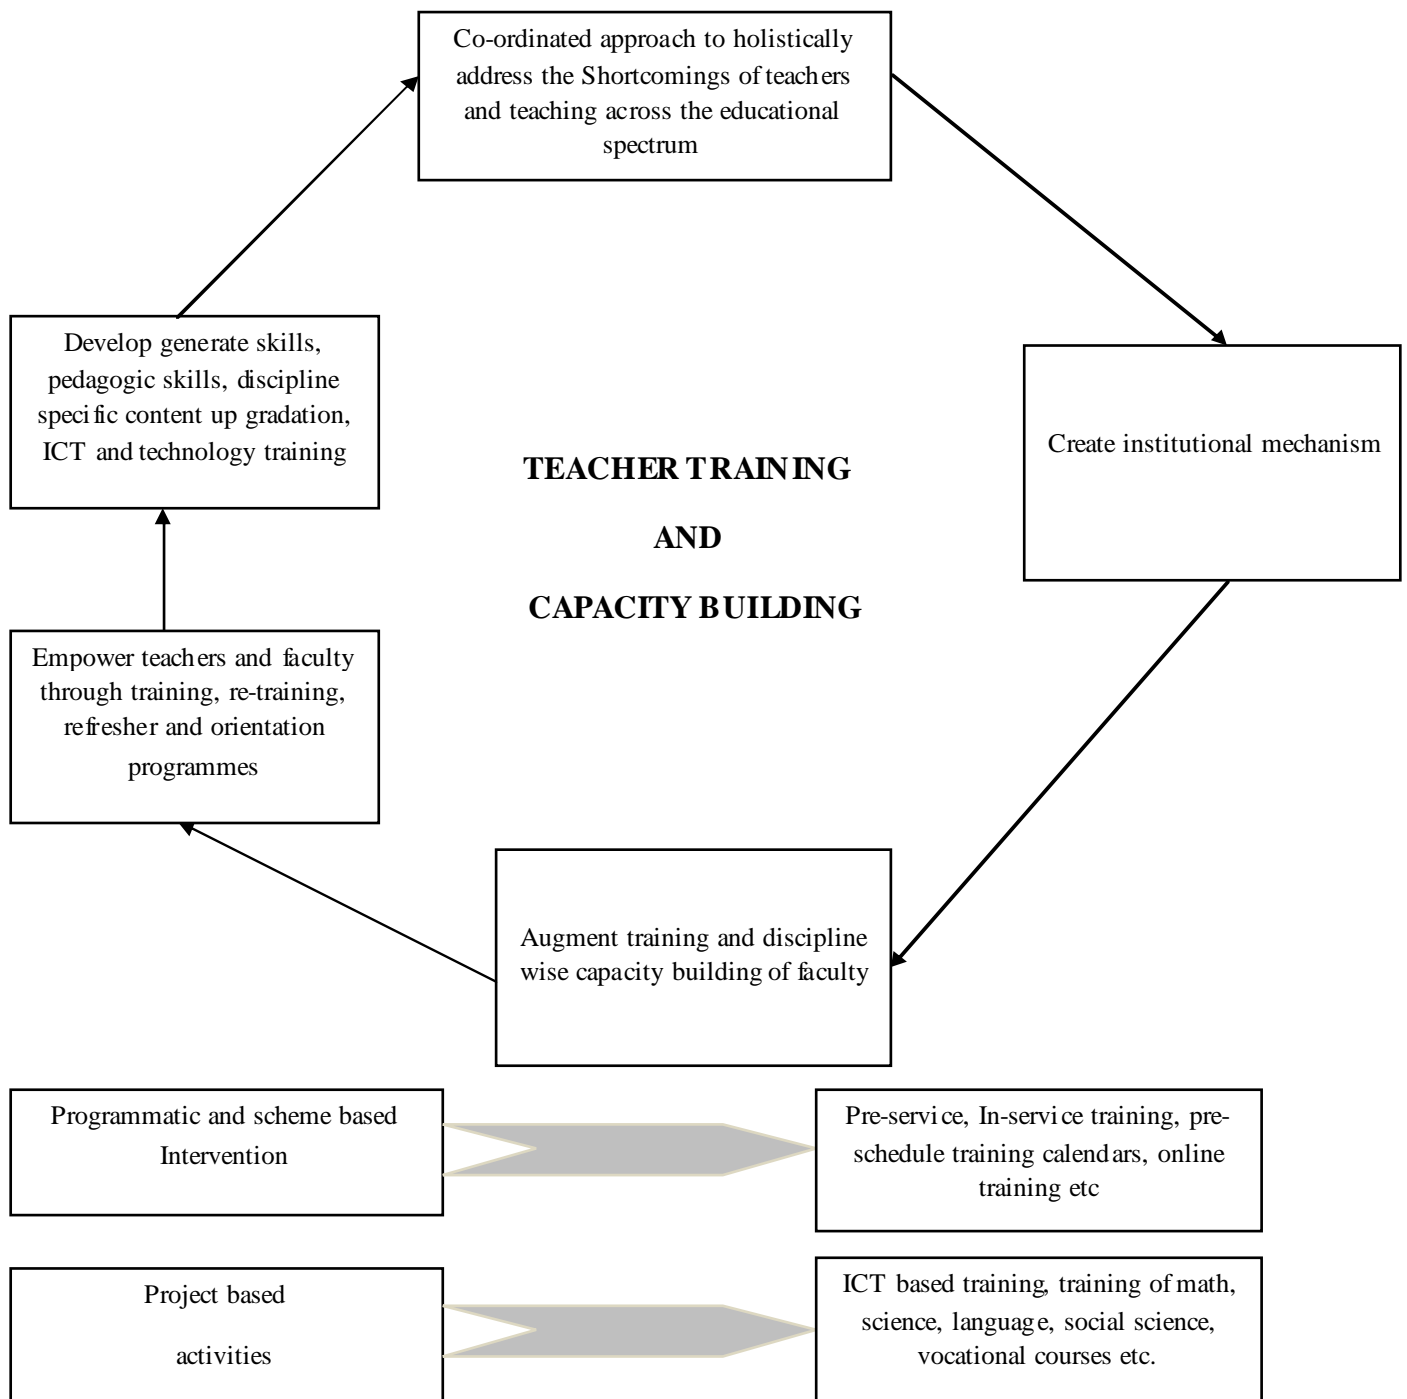 Co-ordinated approach to holistically
address the Shortcomings of teachers
and teaching across the educational
spectrum
Develop generate skills,
pedagogic skills, discipline
specific content up gradation,
ICT and technology training
Create institutional mechanism
TEACHER TRAINING
AND
CAPACITY BUILDING
Empower teachers and faculty
through training, re-training,
refresher and orientation
programmes
Augment training and discipline
wise capacity building of faculty
Programmatic and scheme based
Intervention
Pre-service, In-service training, pre-
schedule training calendars, online
training etc
Project based
activities
ICT based training, training of math,
science, language, social science,
vocational courses etc.